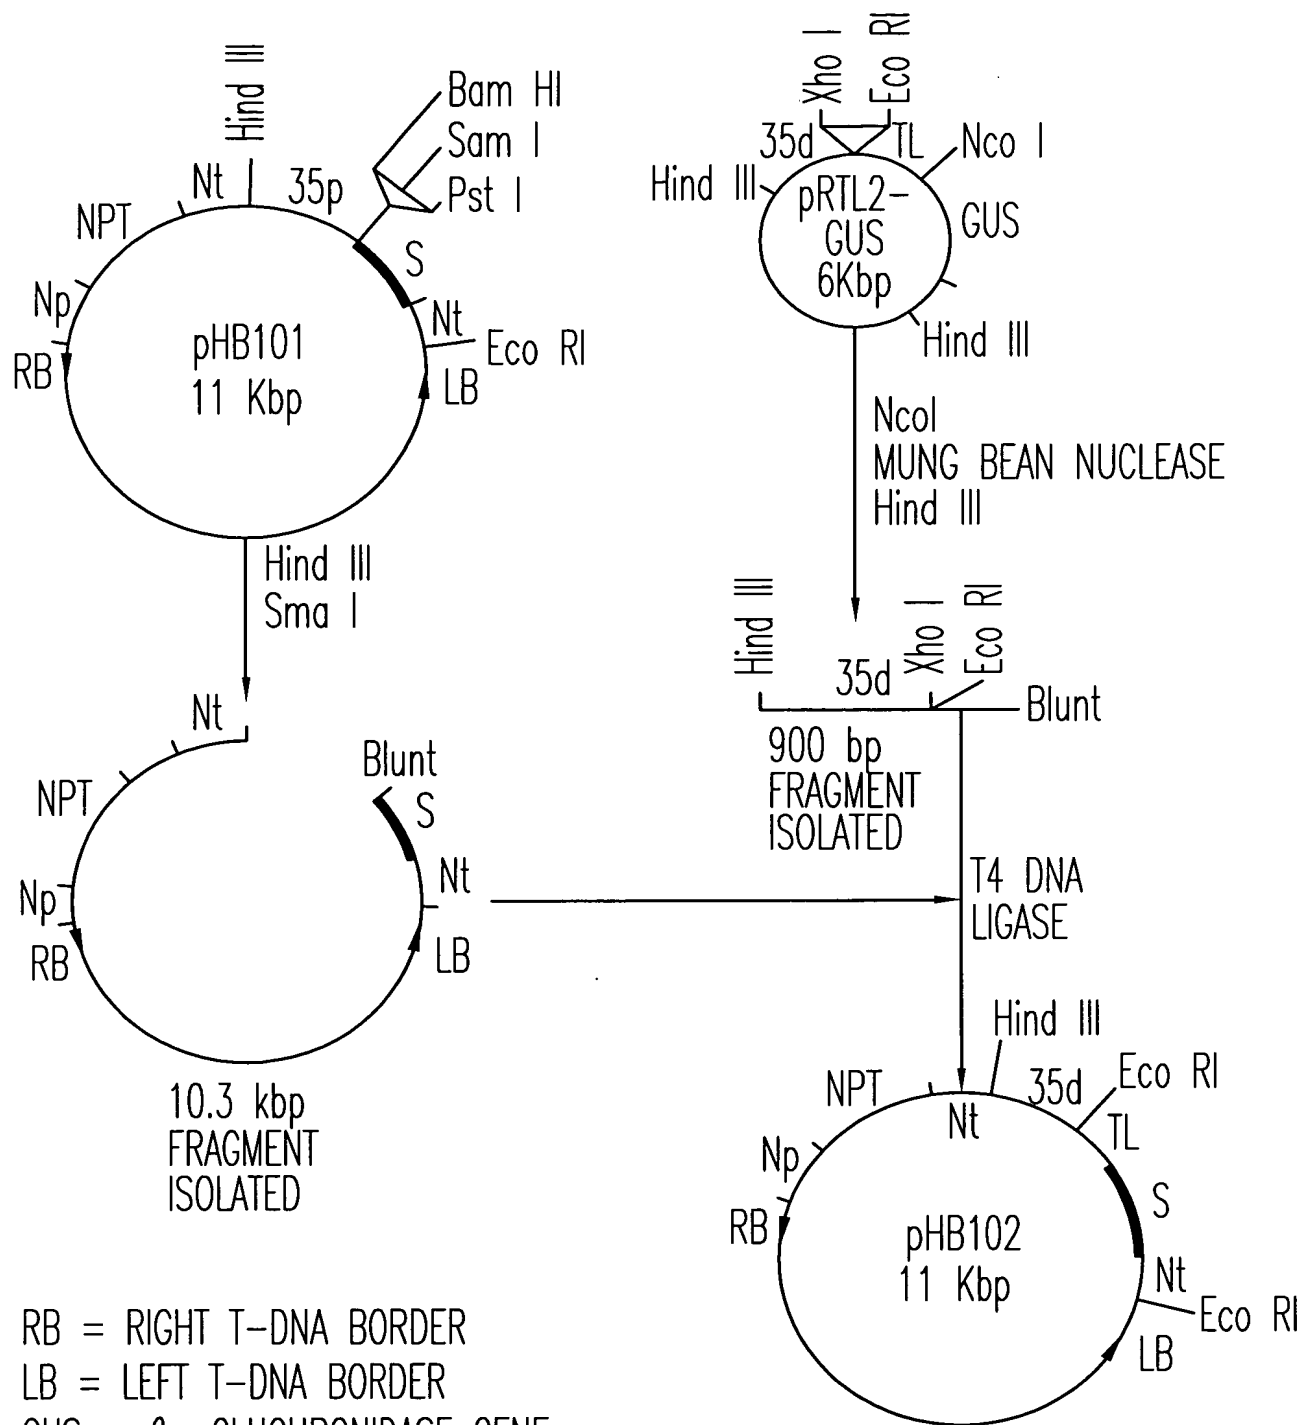 Hind III
Bam HI
Sam I
Pst I
Nt
35p
NPT
S
Np
Nt
RB
Eco RI
LB
pHB101
11 Kbp
Hind III
Sma I
Xho I
Eco RI
35d
TL
Nco I
Hind III
pRTL2-
GUS
6Kbp
GUS
Hind III
NcoI
MUNG BEAN NUCLEASE
Hind III
Hind III
35d
Xho I
Eco RI
Blunt
900 bp
FRAGMENT
ISOLATED
Nt
Blunt
NPT
S
Np
Nt
RB
LB
10.3 kbp
FRAGMENT
ISOLATED
T4 DNA
LIGASE
Hind III
NPT
35d
Eco RI
Nt
TL
Np
S
RB
pHB102
11 Kbp
Nt
Eco RI
LB
RB = RIGHT T-DNA BORDER
LB = LEFT T-DNA BORDER